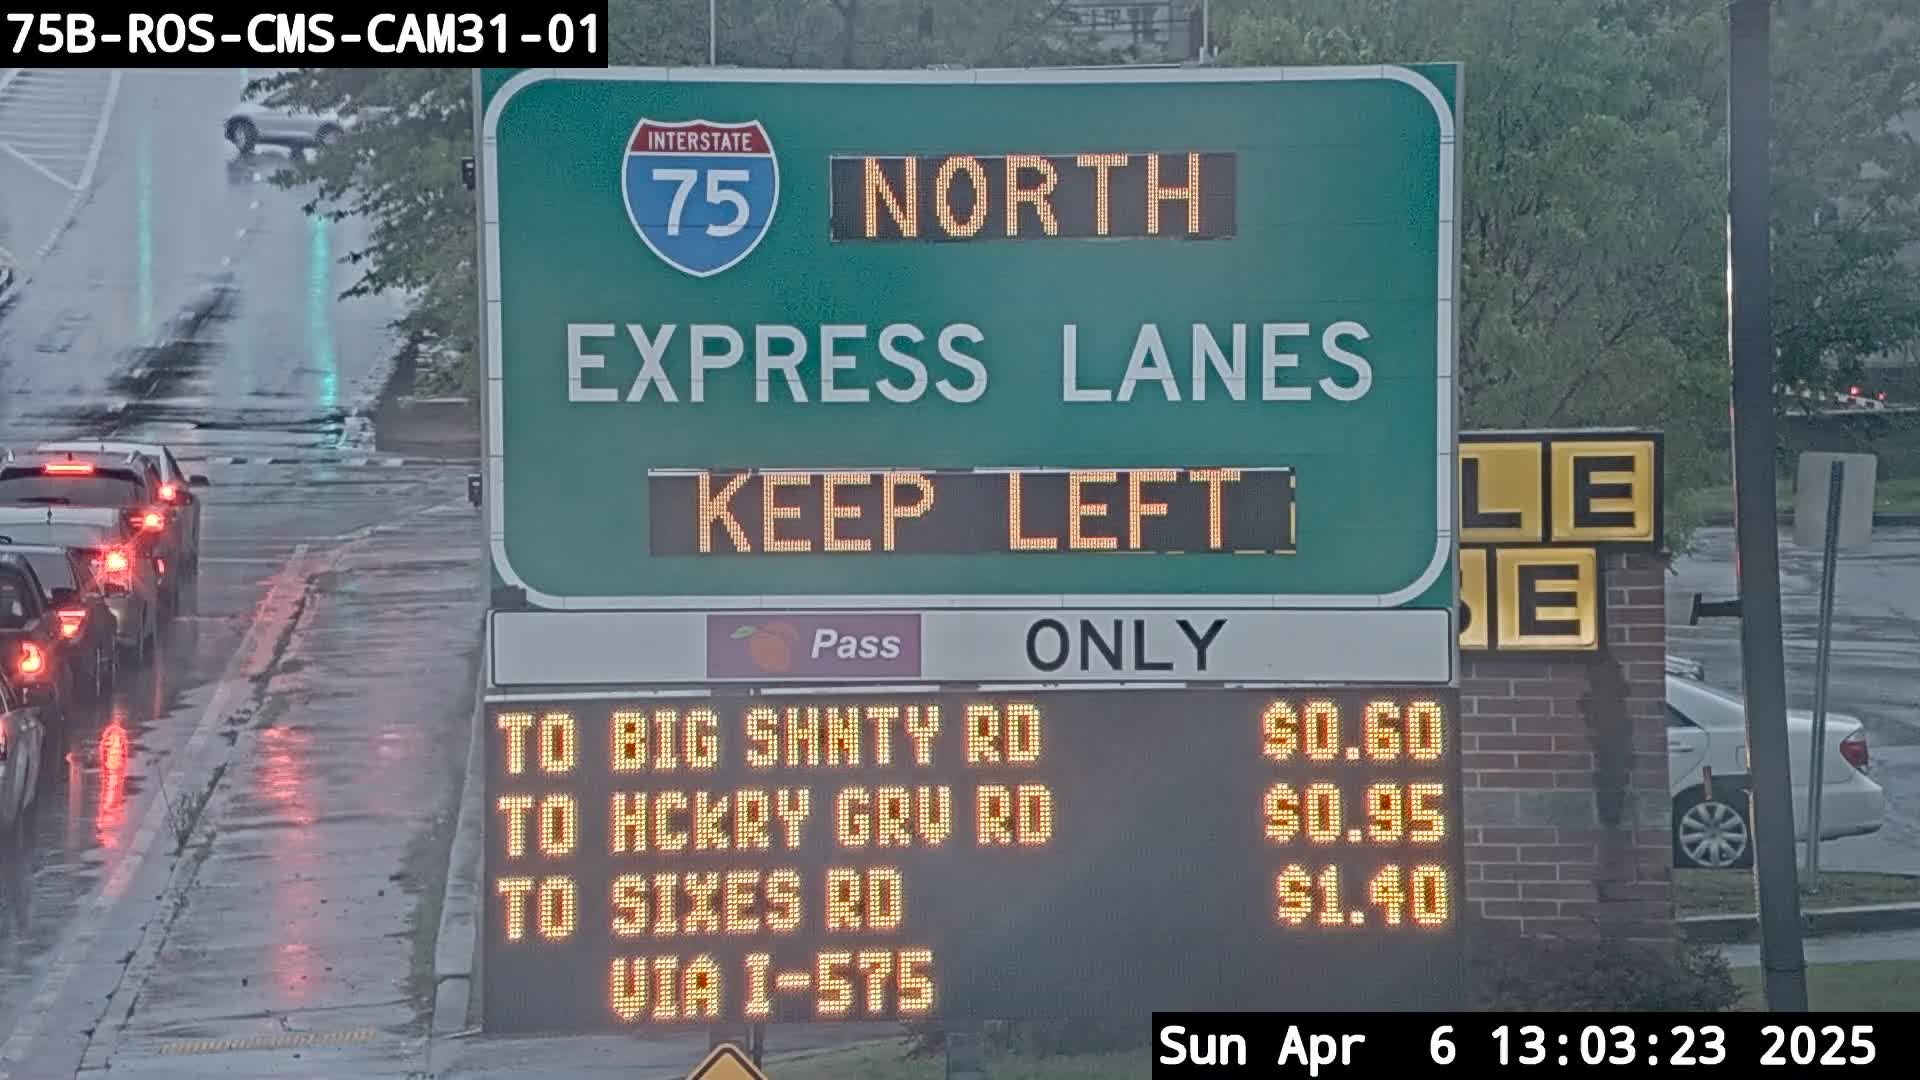 75B-ROS-CMS-CAM31-01
INTERSTATE
75
NORTH
EXPRESS LANES
KEEP LEFT
Pass ONLY
LE
E
TO BIG SHNTY RD $0.60
TO HCKRY GRV RD $0.95
TO SIXES RD $1.40
VIA I-575
Sun Apr 6 13:03:23 2025